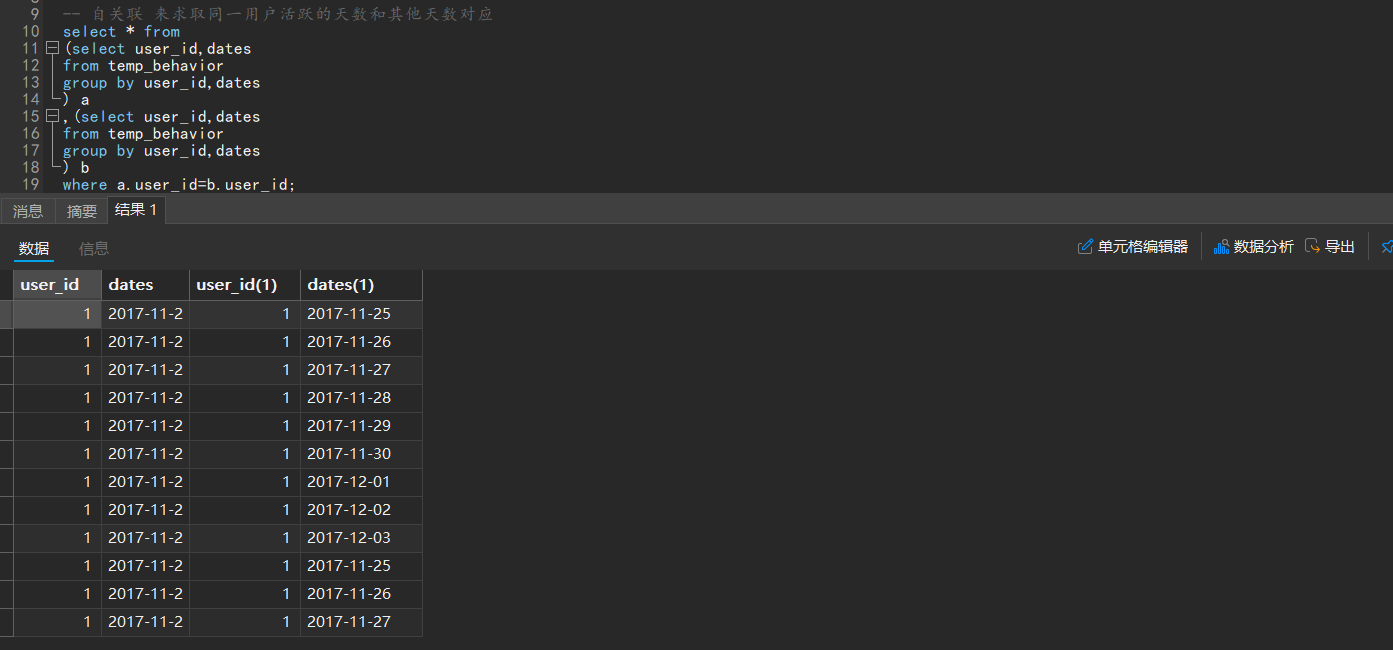 9 -- 自关联 来求取同一用户活跃的天数和其他天数对应
10 select * from
11 (select user_id,dates
12 from temp_behavior
13 group by user_id,dates
14 ) a
15 ,(select user_id,dates
16 from temp_behavior
17 group by user_id,dates
18 ) b
19 where a.user_id=b.user_id;
消息 摘要 结果 1
数据 信息 单元格编辑器 数据分析 导出
user_id dates user_id(1) dates(1)
1 2017-11-2 1 2017-11-25
1 2017-11-2 1 2017-11-26
1 2017-11-2 1 2017-11-27
1 2017-11-2 1 2017-11-28
1 2017-11-2 1 2017-11-29
1 2017-11-2 1 2017-11-30
1 2017-11-2 1 2017-12-01
1 2017-11-2 1 2017-12-02
1 2017-11-2 1 2017-12-03
1 2017-11-2 1 2017-11-25
1 2017-11-2 1 2017-11-26
1 2017-11-2 1 2017-11-27